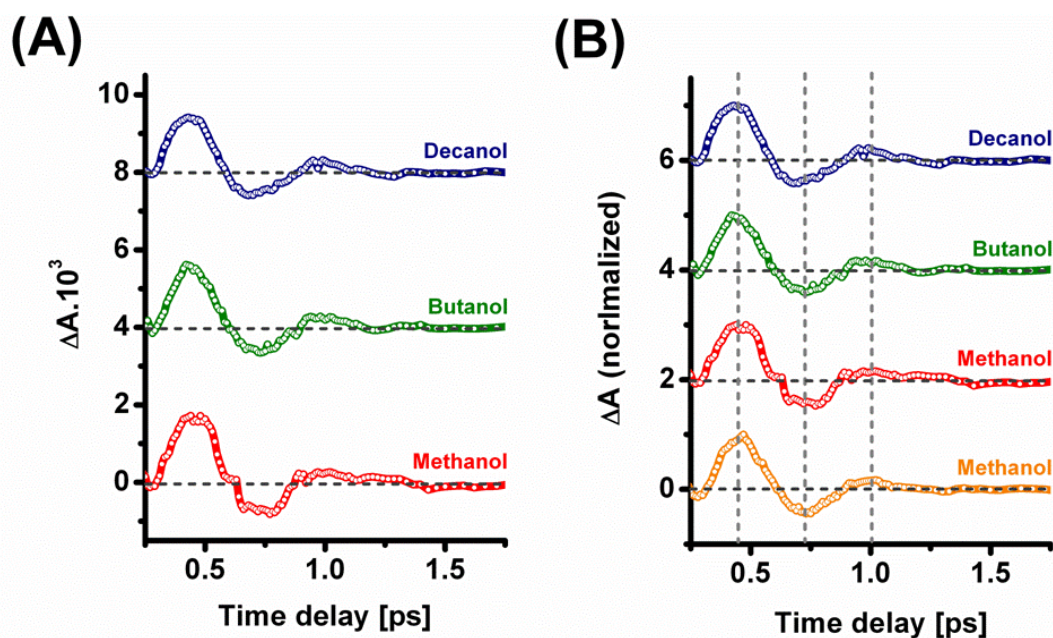 (A)
ΔA.10³
10
8
6
4
2
0
Decanol
Butanol
Methanol
0.5
1.0
1.5
Time delay [ps]
(B)
ΔA (norlmalized)
6
4
2
0
Decanol
Butanol
Methanol
Methanol
0.5
1.0
1.5
Time delay [ps]